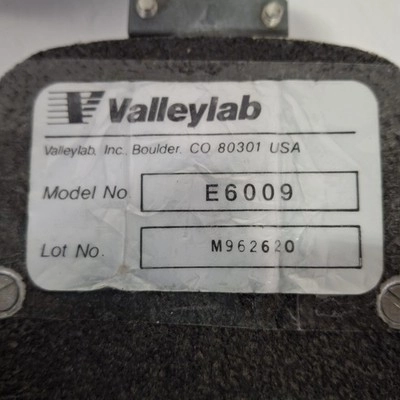 Valleylab
Valleylab, Inc., Boulder, CO 80301 USA
Model No E6009
Lot No. M962620